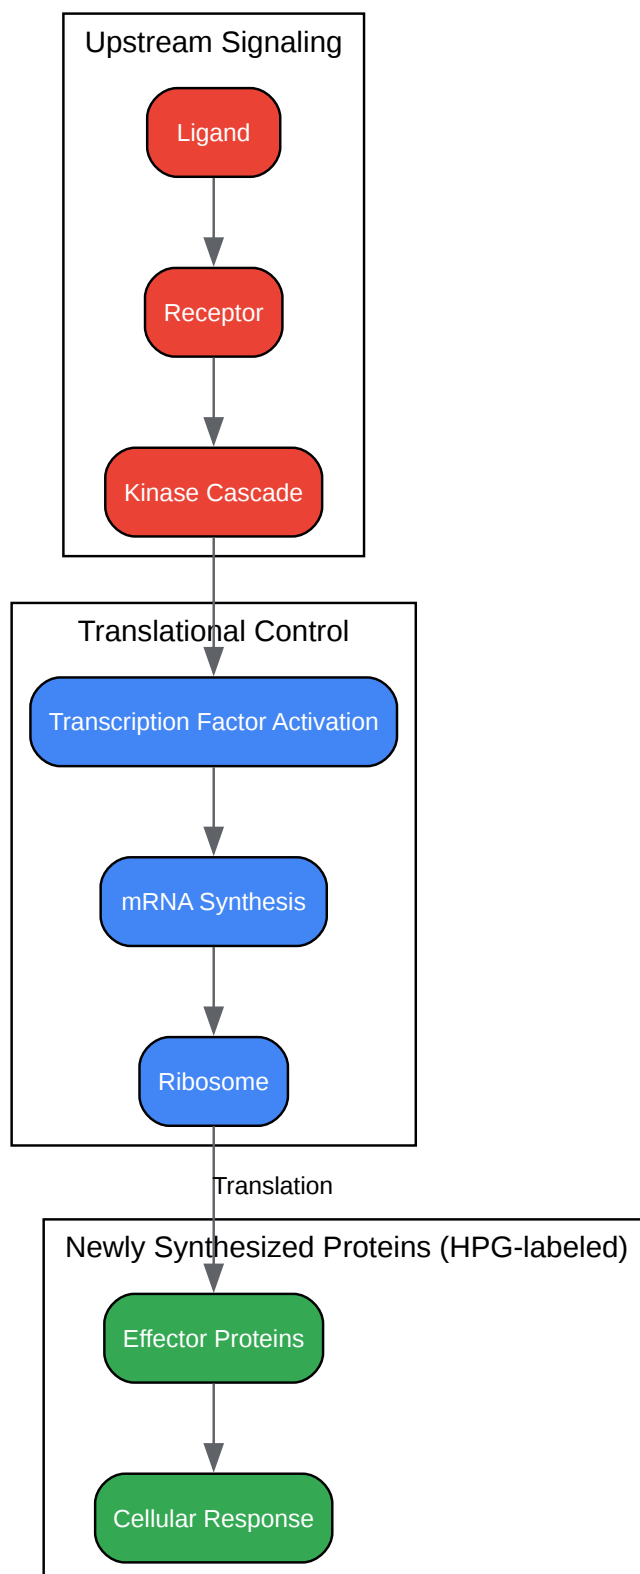 Upstream Signaling
Ligand
Receptor
Kinase Cascade
Translational Control
Transcription Factor Activation
mRNA Synthesis
Ribosome
Translation
Newly Synthesized Proteins (HPG-labeled)
Effector Proteins
Cellular Response